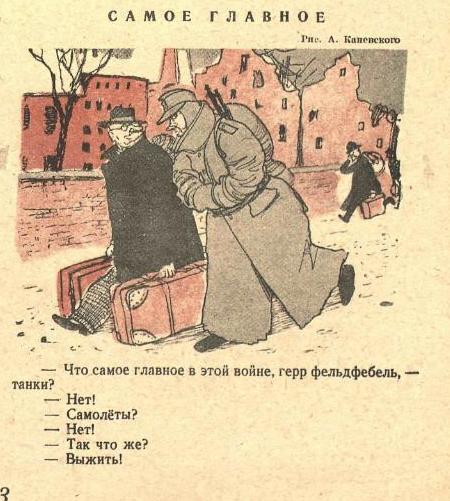 САМОЕ ГЛАВНОЕ
Рис. А. Каневского
— Что самое главное в этой войне, герр фельдфебель, —
танки?
— Нет!
— Самолёты?
— Нет!
— Так что же?
— Выжить!
3